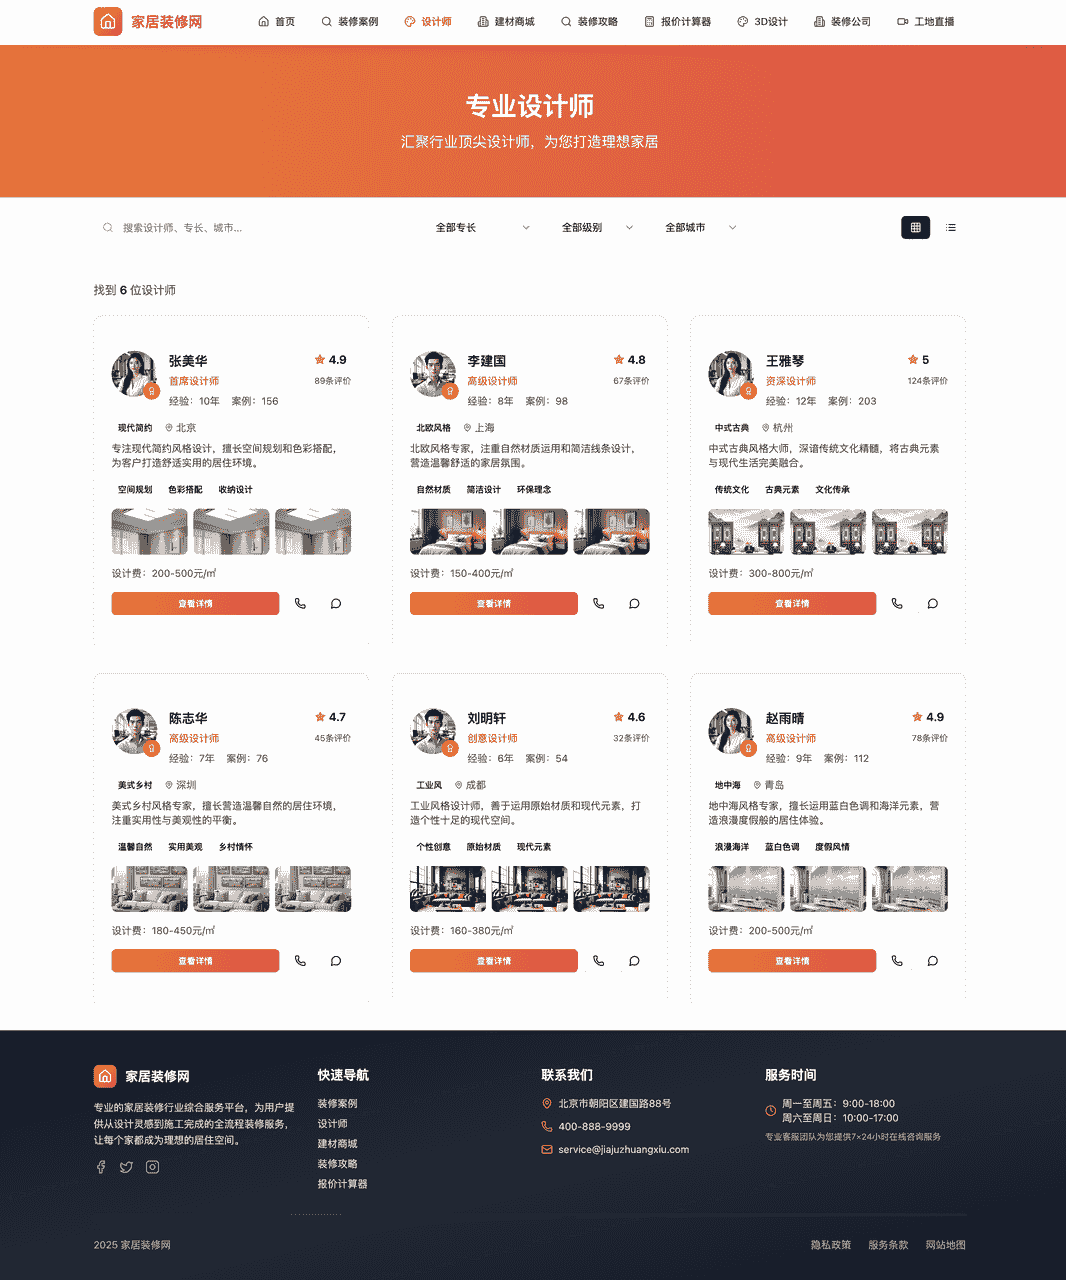 家居装修网
首页
装修案例
设计师
建材商城
装修攻略
报价计算器
3D设计
装修公司
工地直播
专业设计师
汇聚行业顶尖设计师，为您打造理想家居
搜索设计师、专长、城市...
全部专长
全部级别
全部城市
找到 6 位设计师
张美华
4.9
首席设计师
89条评价
经验：10年 案例：156
现代简约 北京
专注现代简约风格设计，擅长空间规划和色彩搭配，
为客户打造舒适实用的居住环境。
空间规划 色彩搭配 收纳设计
设计费：200-500元/㎡
查看详情
李建国
4.8
高级设计师
67条评价
经验：8年 案例：98
北欧风格 上海
北欧风格专家，注重自然材质运用和简洁线条设计，
营造温馨舒适的家居氛围。
自然材质 简洁设计 环保理念
设计费：150-400元/㎡
查看详情
王雅琴
5
资深设计师
124条评价
经验：12年 案例：203
中式古典 杭州
中式古典风格大师，深谙传统文化精髓，将古典元素
与现代生活完美融合。
传统文化 古典元素 文化传承
设计费：300-800元/㎡
查看详情
陈志华
4.7
高级设计师
45条评价
经验：7年 案例：76
美式乡村 深圳
美式乡村风格专家，擅长营造温馨自然的居住环境，
注重实用性与美观性的平衡。
温馨自然 实用美观 乡村情怀
设计费：180-450元/㎡
查看详情
刘明轩
4.6
创意设计师
32条评价
经验：6年 案例：54
工业风 成都
工业风格设计师，善于运用原始材质和现代元素，打
造个性十足的现代空间。
个性创意 原始材质 现代元素
设计费：160-380元/㎡
查看详情
赵雨晴
4.9
高级设计师
78条评价
经验：9年 案例：112
地中海 青岛
地中海风格专家，擅长运用蓝白色调和海洋元素，营
造浪漫度假般的居住体验。
浪漫海洋 蓝白色调 度假风情
设计费：200-500元/㎡
查看详情
家居装修网
专业的家居装修行业综合服务平台，为用户提
供从设计灵感到施工完成的全流程装修服务，
让每个家都成为理想的居住空间。
快速导航
装修案例
设计师
建材商城
装修攻略
报价计算器
联系我们
北京市朝阳区建国路88号
400-888-9999
service@jiajuzhuangxiu.com
服务时间
周一至周五：9:00-18:00
周六至周日：10:00-17:00
专业客服团队为您提供7×24小时在线咨询服务
2025 家居装修网
隐私政策 服务条款 网站地图